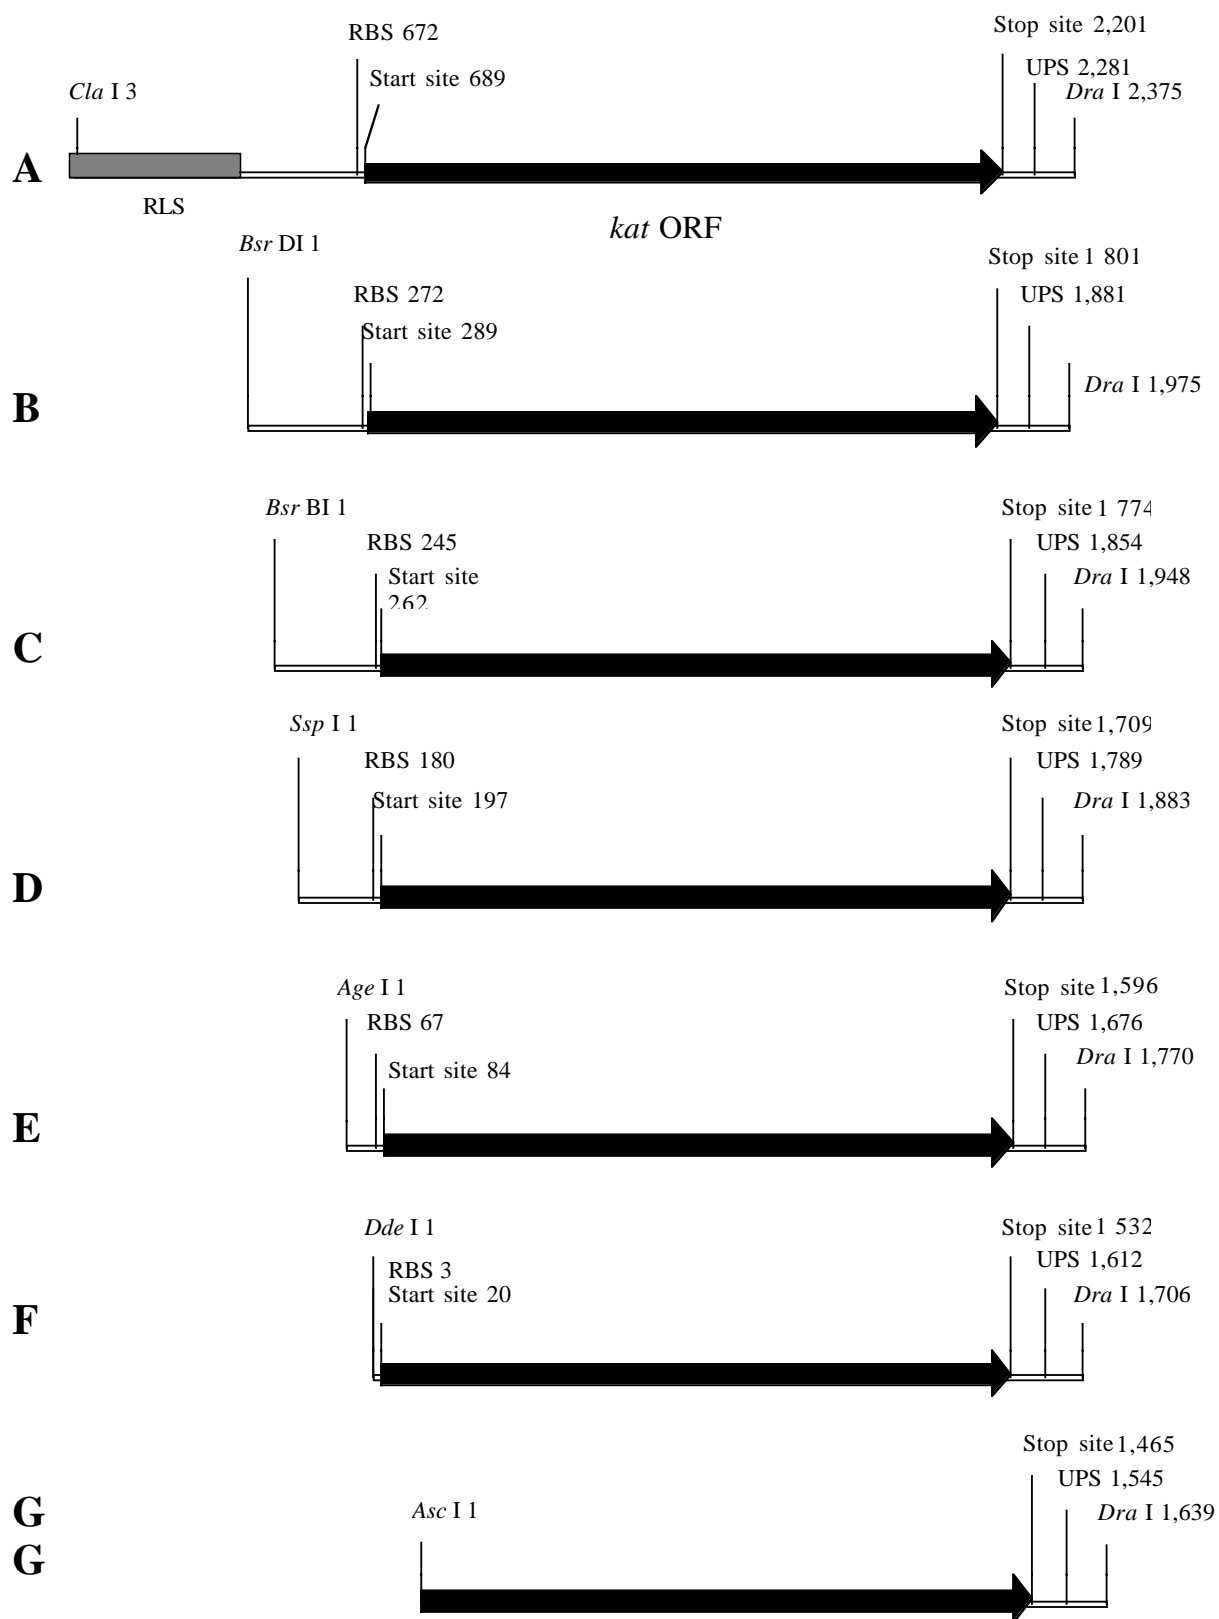 RBS 672
Stop site 2,201
Start site 689
UPS 2,281
Cla I 3
Dra I 2,375
A
RLS
kat ORF
Bsr DI 1
Stop site 1 801
RBS 272
UPS 1,881
Start site 289
Dra I 1,975
B
Bsr BI 1
Stop site 1 774
RBS 245
UPS 1,854
Start site
262
Dra I 1,948
C
Ssp I 1
Stop site 1,709
RBS 180
UPS 1,789
Start site 197
Dra I 1,883
D
Age I 1
Stop site 1,596
RBS 67
UPS 1,676
Start site 84
Dra I 1,770
E
Dde I 1
Stop site 1 532
RBS 3
UPS 1,612
Start site 20
Dra I 1,706
F
Stop site 1,465
UPS 1,545
Asc I 1
Dra I 1,639
G
G